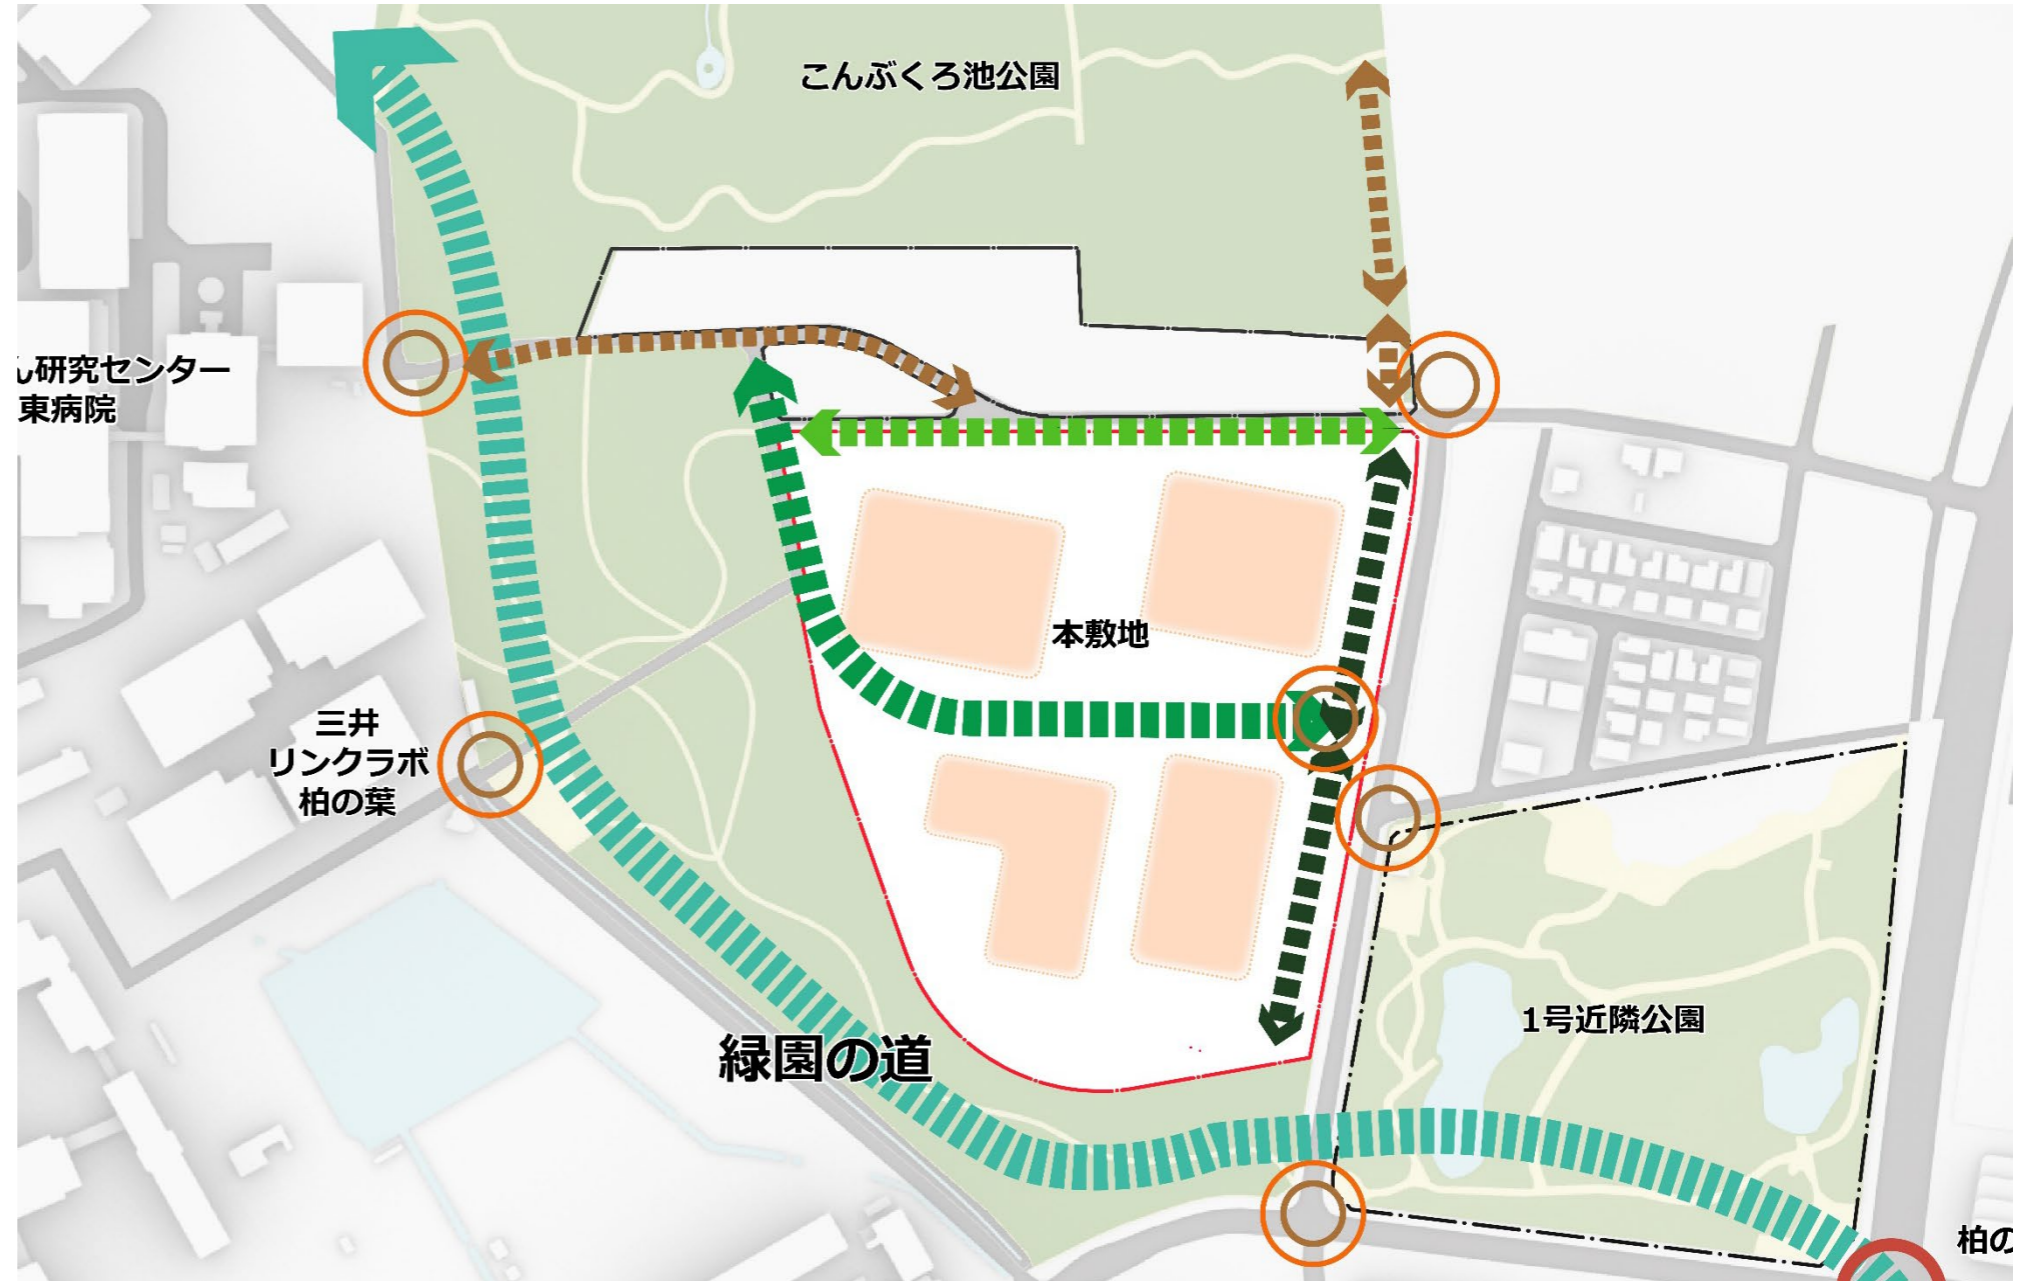 こんぶくろ池公園
ん研究センター
東病院
本敷地
三井
リンクラボ
柏の葉
1号近隣公園
緑園の道
柏の